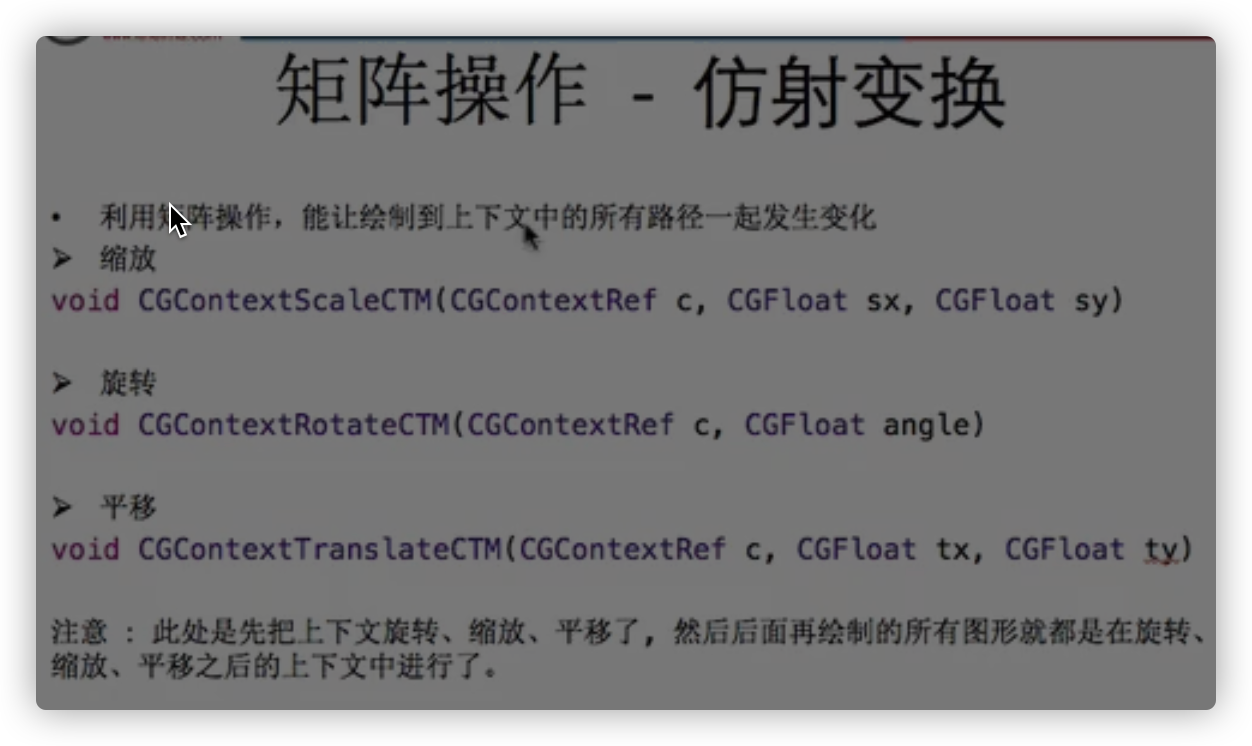 矩阵操作 - 仿射变换
• 利用矩阵操作，能让绘制到上下文中的所有路径一起发生变化
➢ 缩放
void CGContextScaleCTM(CGContextRef c, CGFloat sx, CGFloat sy)
➢ 旋转
void CGContextRotateCTM(CGContextRef c, CGFloat angle)
➢ 平移
void CGContextTranslateCTM(CGContextRef c, CGFloat tx, CGFloat ty)
注意 : 此处是先把上下文旋转、缩放、平移了, 然后后面再绘制的所有图形就都是在旋转、
缩放、平移之后的上下文中进行了。